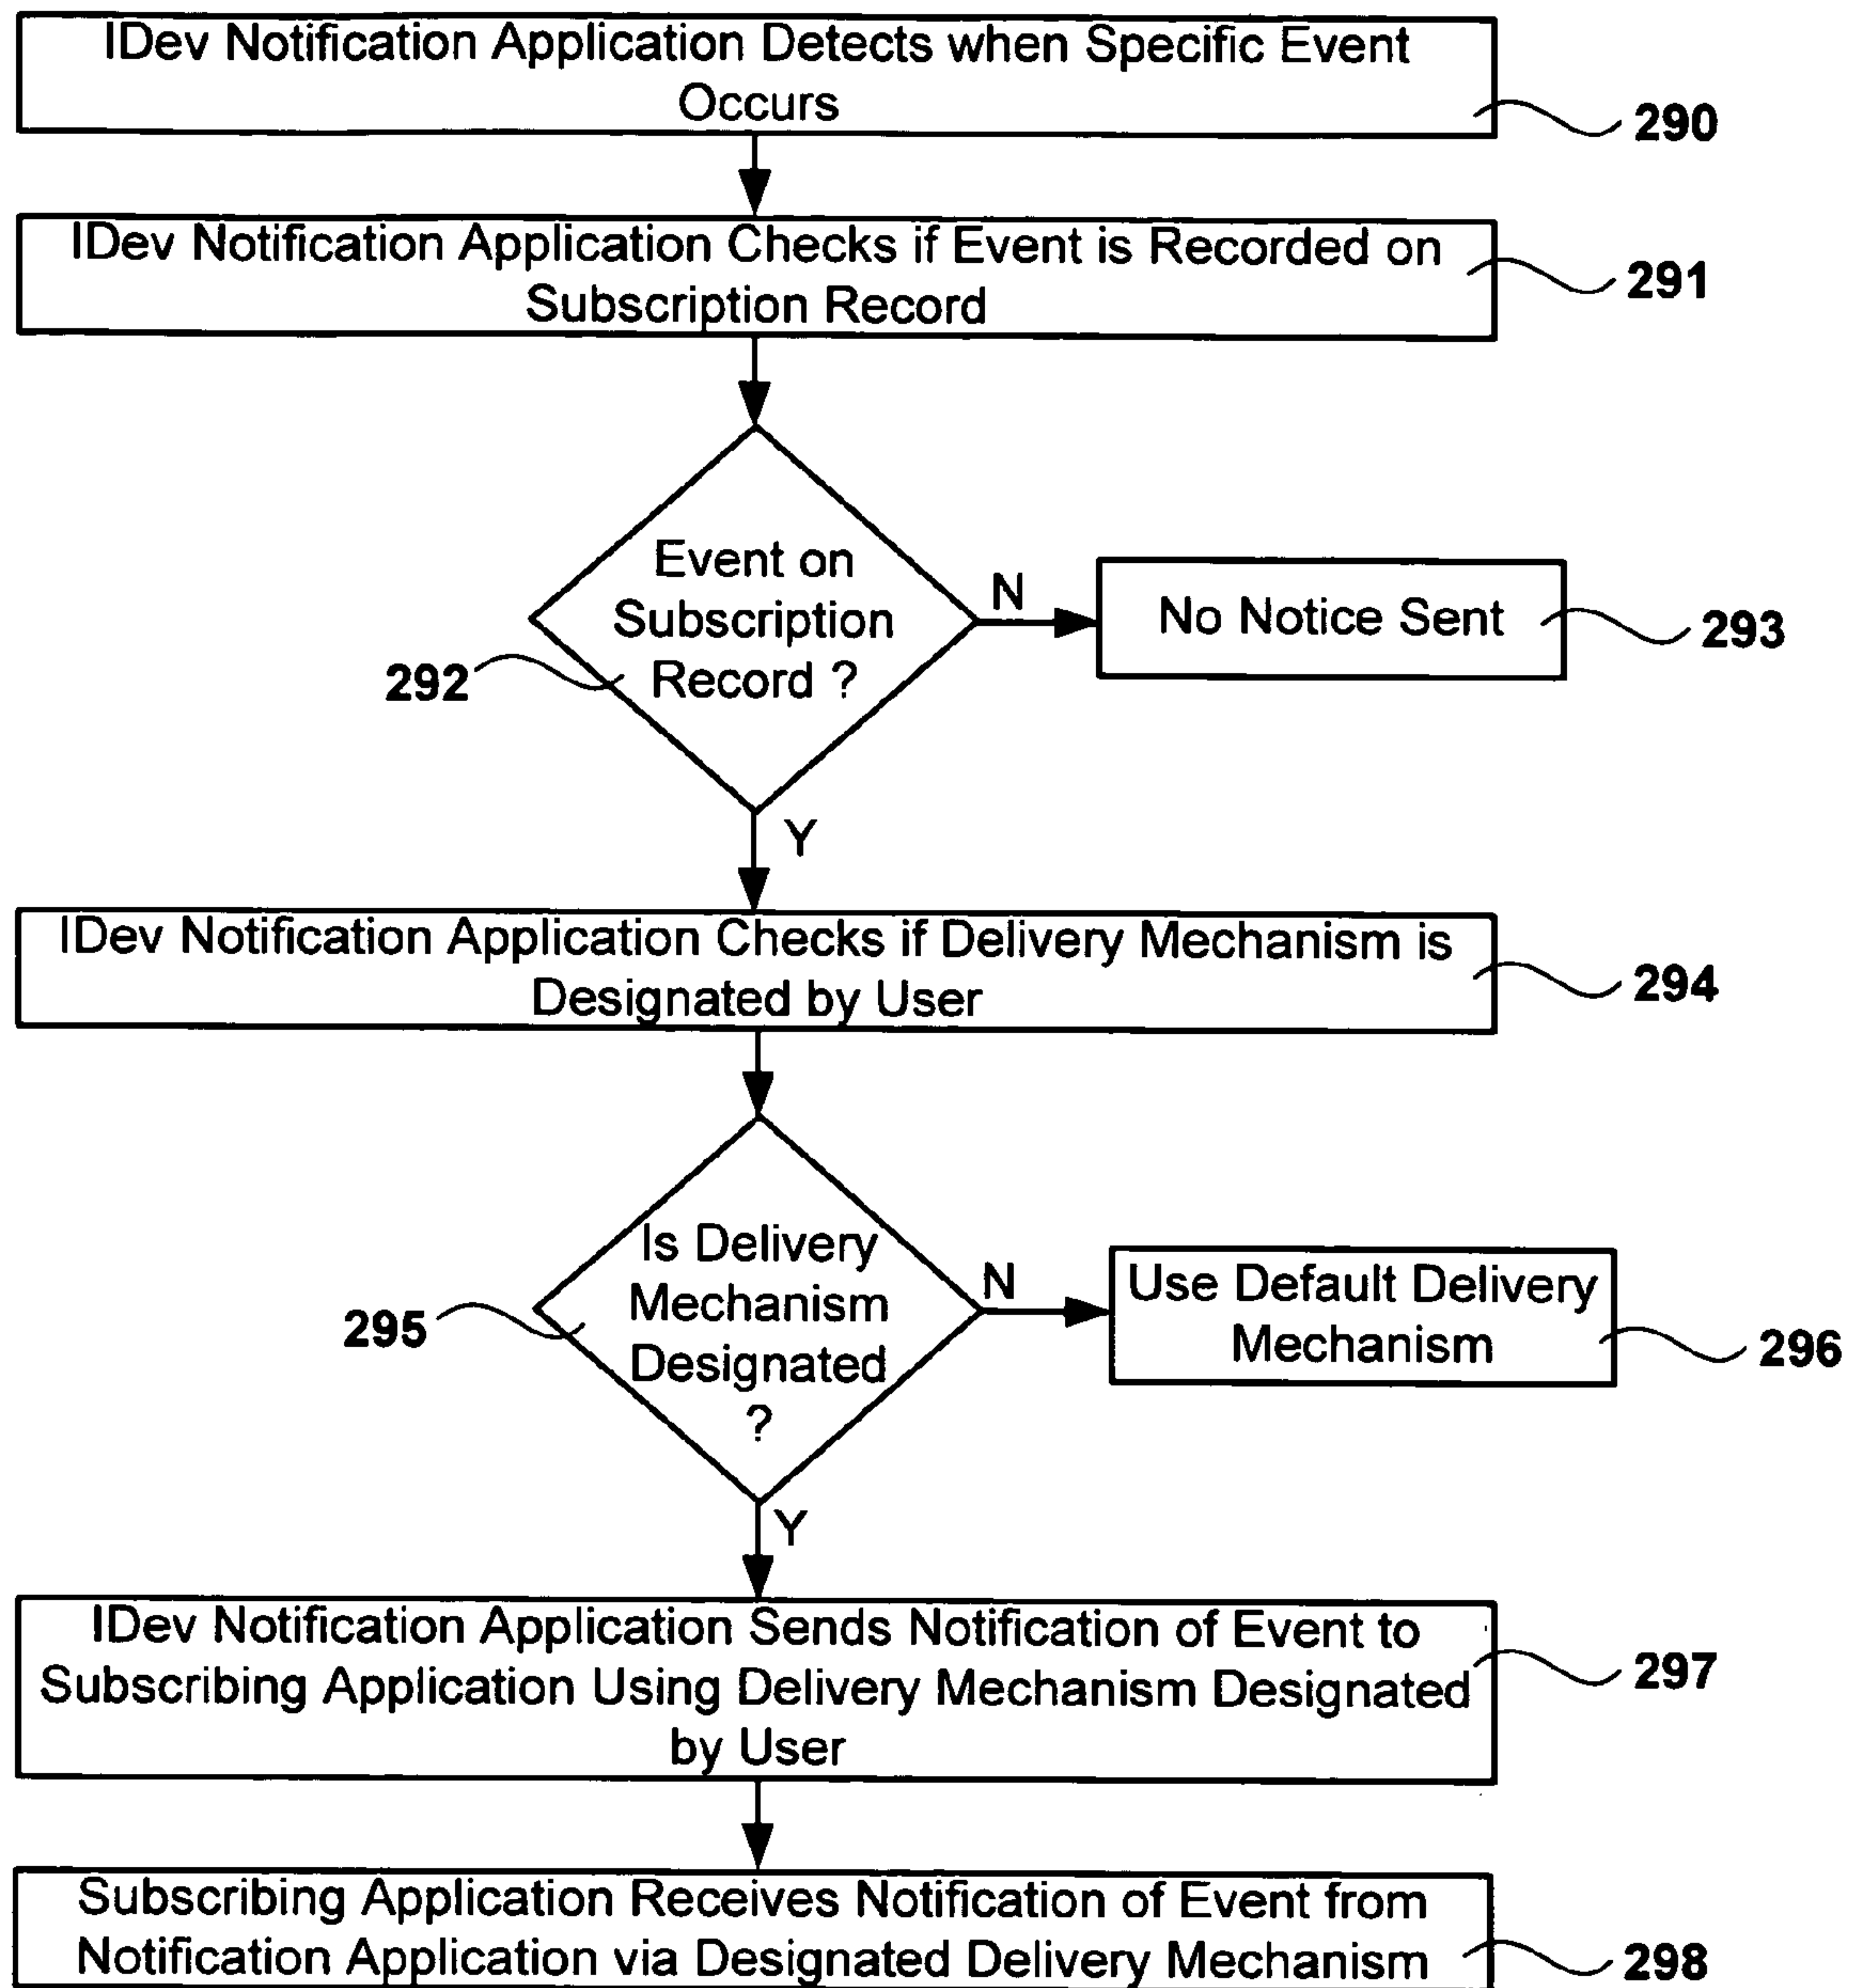 IDev Notification Application Detects when Specific Event
Occurs
290
IDev Notification Application Checks if Event is Recorded on
Subscription Record
291
Event on
Subscription
Record ?
292
N
No Notice Sent
293
Y
IDev Notification Application Checks if Delivery Mechanism is
Designated by User
294
Is Delivery
Mechanism
Designated
?
295
N
Use Default Delivery
Mechanism
296
Y
IDev Notification Application Sends Notification of Event to
Subscribing Application Using Delivery Mechanism Designated
by User
297
Subscribing Application Receives Notification of Event from
Notification Application via Designated Delivery Mechanism
298